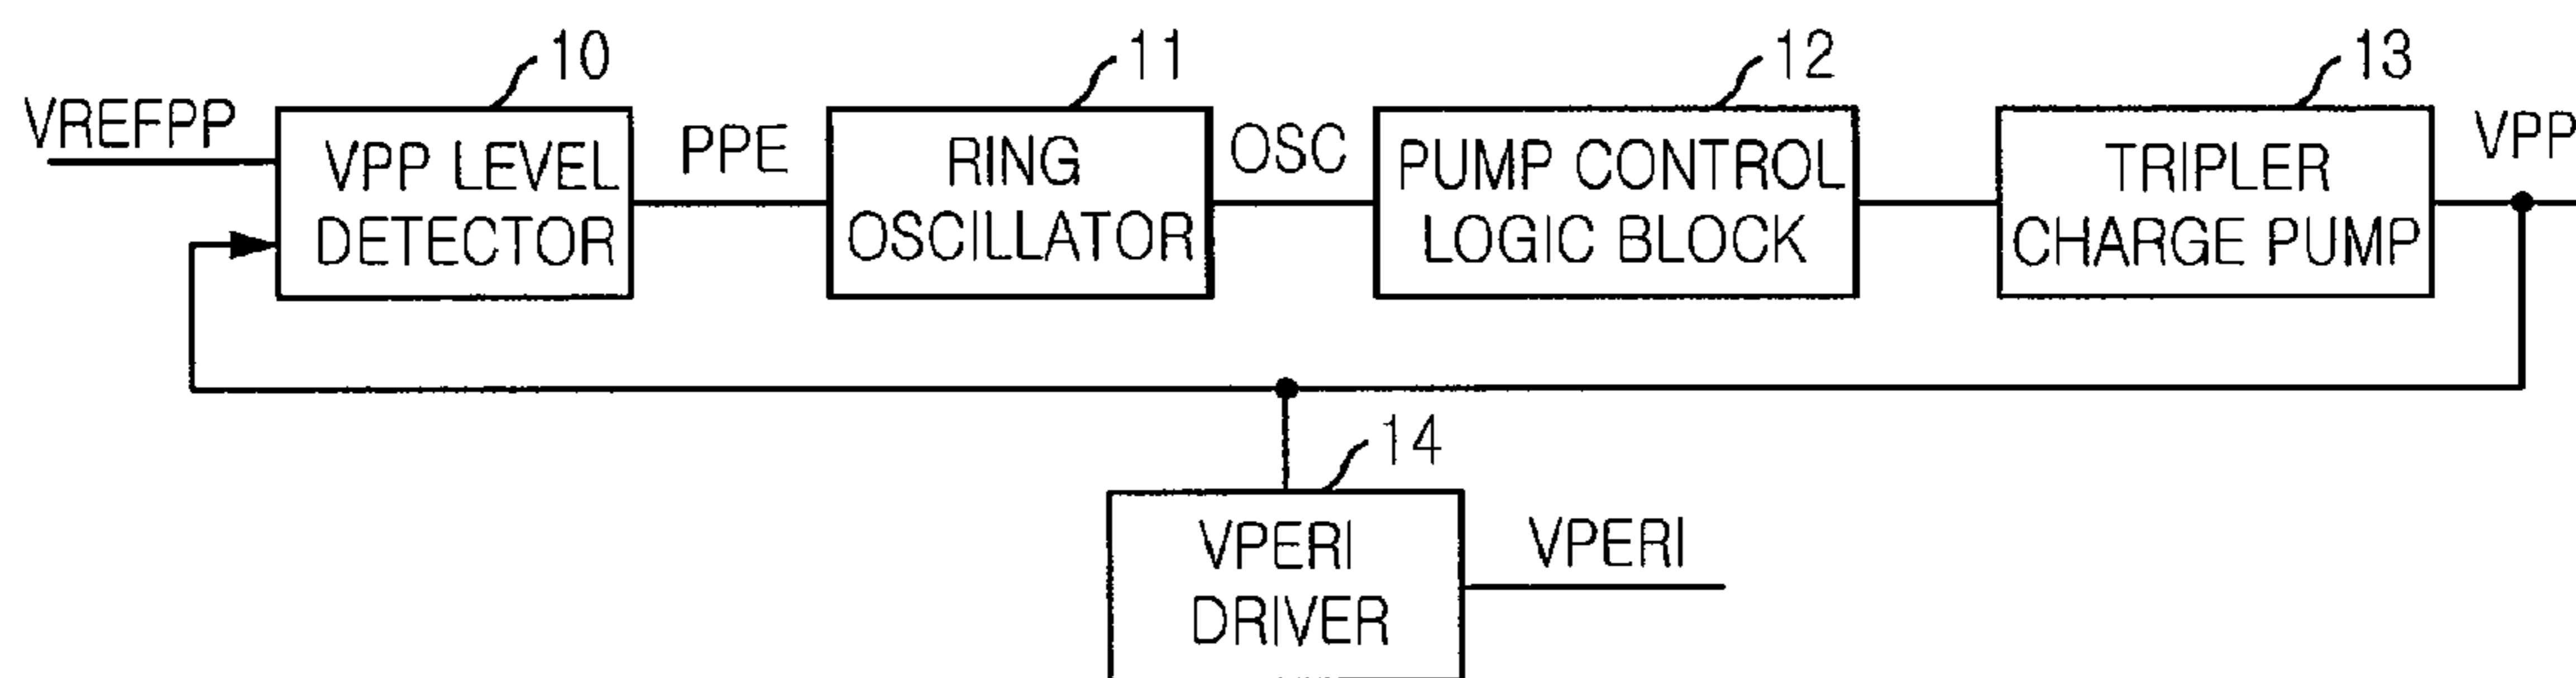 10
11
12
13
VREFPP
VPP LEVEL
DETECTOR
PPE
RING
OSCILLATOR
OSC
PUMP CONTROL
LOGIC BLOCK
TRIPLER
CHARGE PUMP
VPP
14
VPERI
DRIVER
VPERI